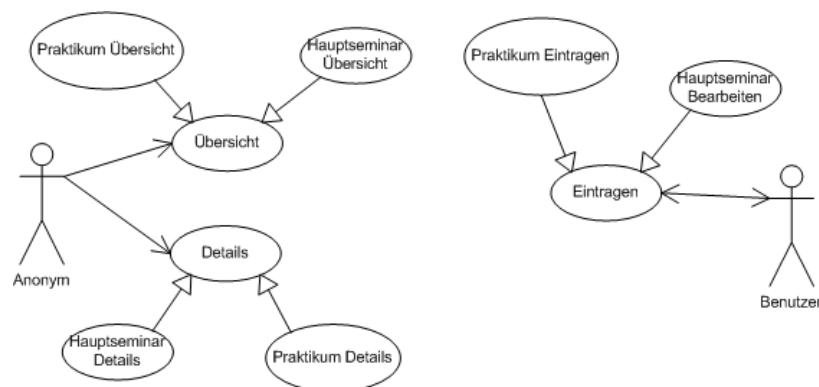 Praktikum Übersicht
Hauptseminar
Übersicht
Übersicht
Anonym
Details
Hauptseminar
Details
Praktikum Details
Praktikum Eintragen
Hauptseminar
Bearbeiten
Eintragen
Benutzer